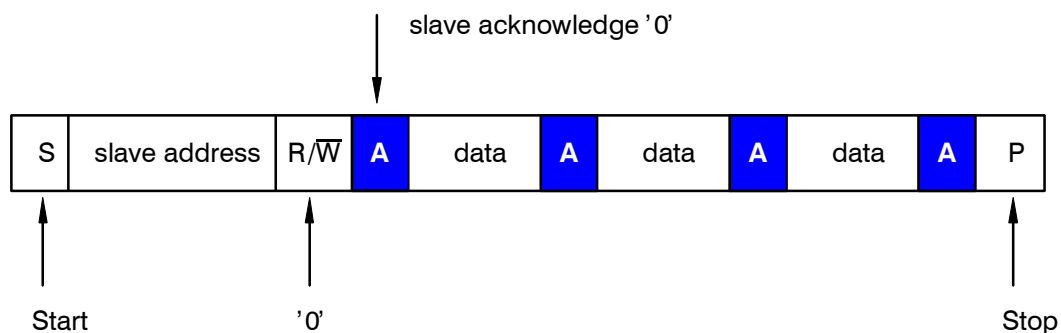 slave acknowledge '0'
S slave address R/W̅ A data A data A data A P
Start '0' Stop